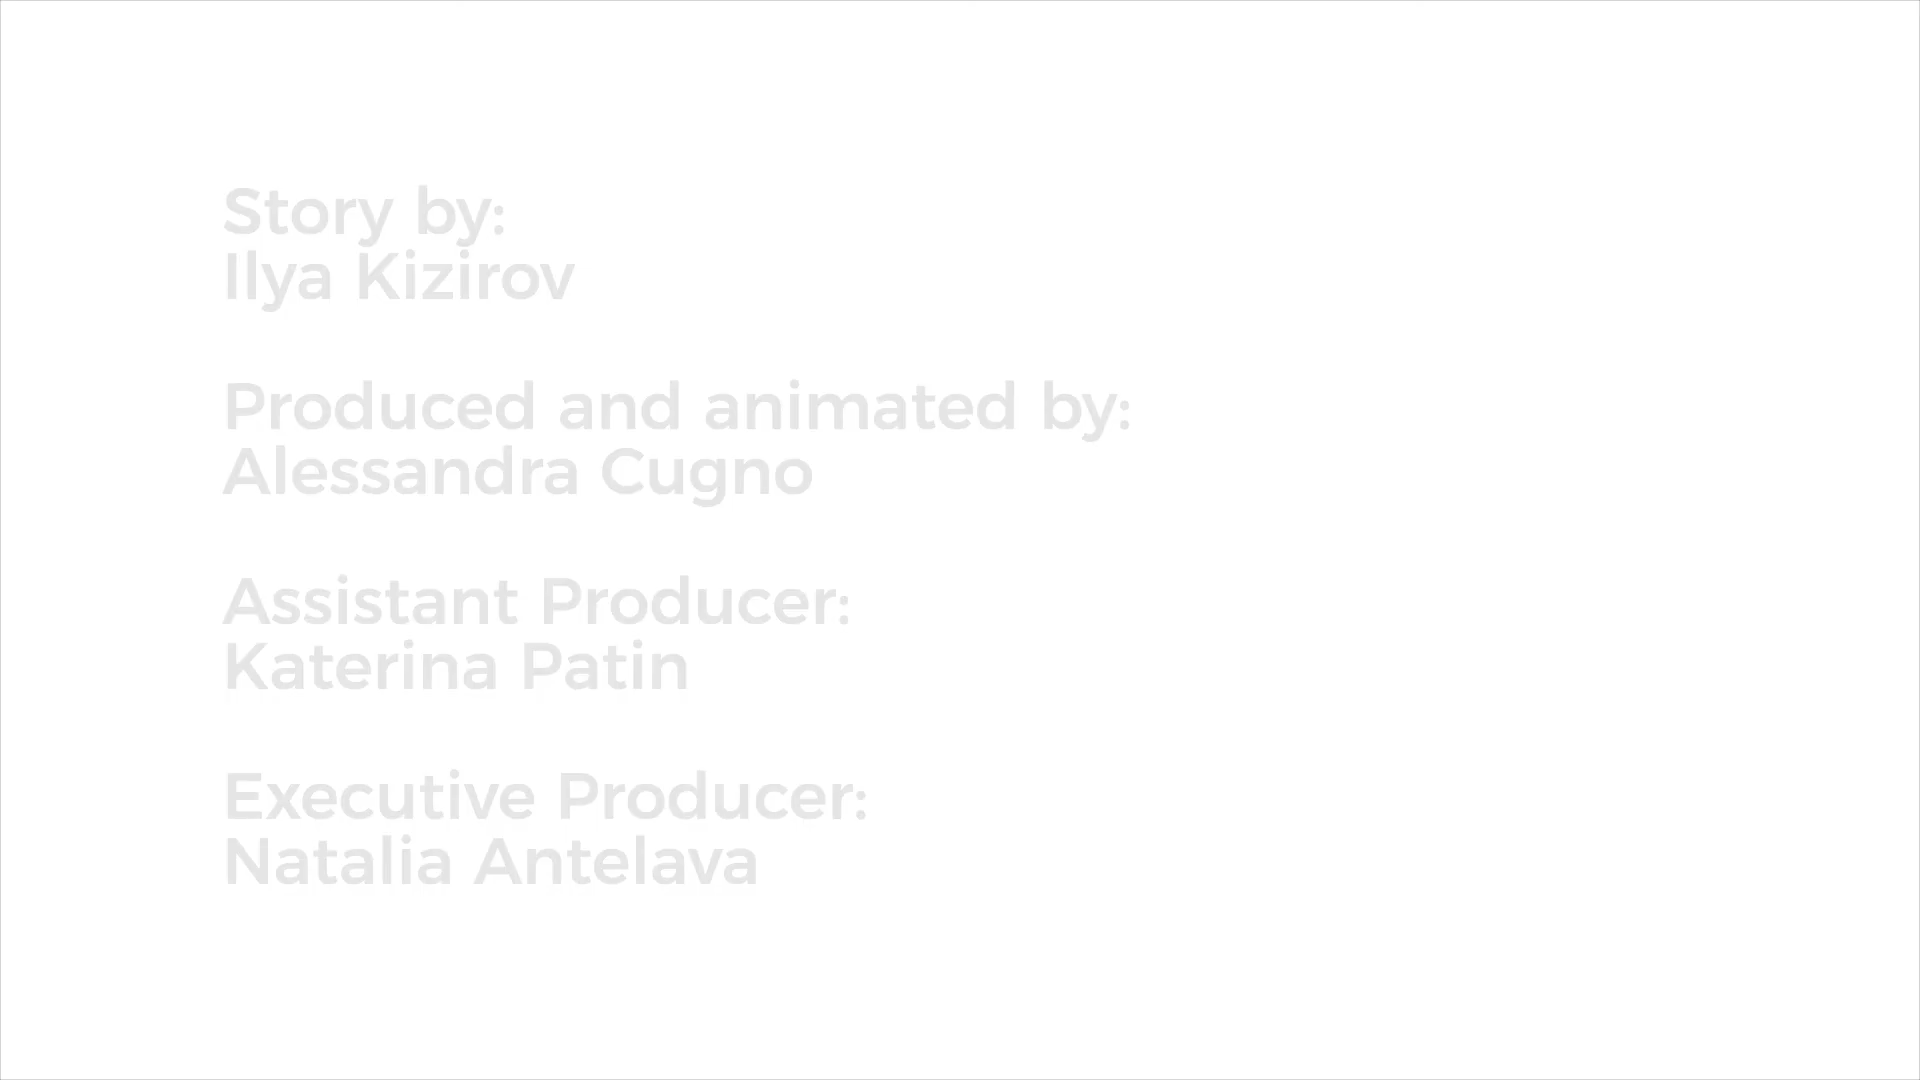 Story by:
Ilya Kizirov
Produced and animated by:
Alessandra Cugno
Assistant Producer:
Katerina Patin
Executive Producer:
Natalia Antelava